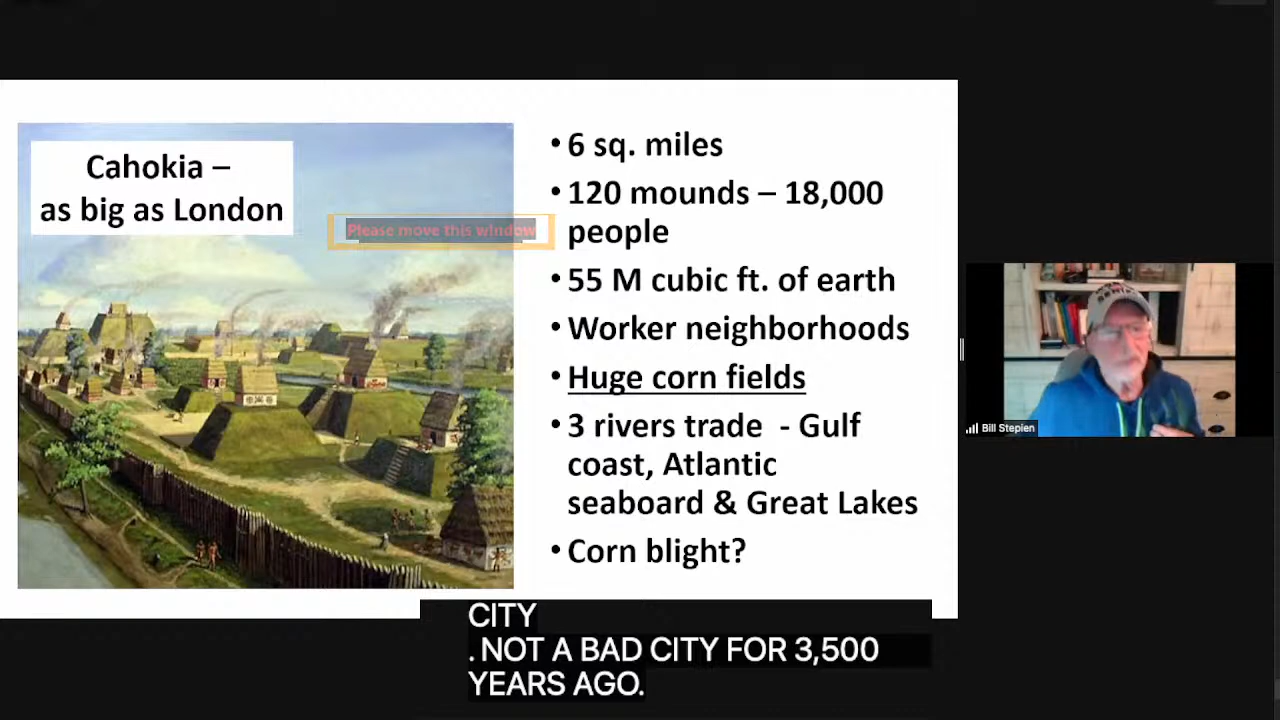 Cahokia –
as big as London
Please move this window
• 6 sq. miles
• 120 mounds – 18,000
people
• 55 M cubic ft. of earth
• Worker neighborhoods
• Huge corn fields
• 3 rivers trade - Gulf
coast, Atlantic
seaboard & Great Lakes
• Corn blight?
Bill Stepien
CITY
. NOT A BAD CITY FOR 3,500
YEARS AGO.